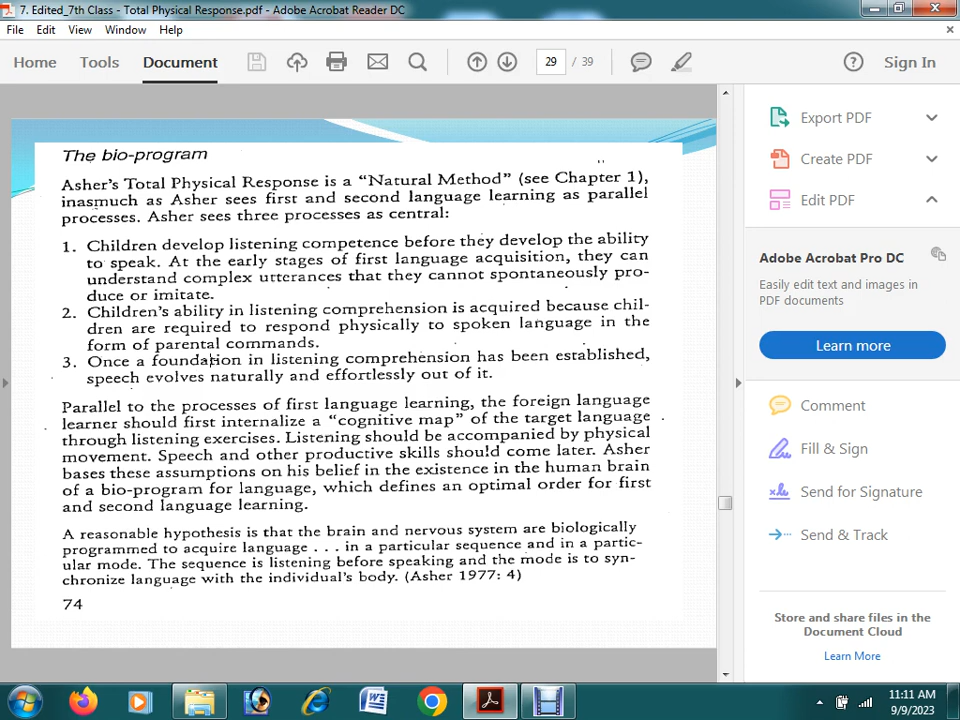 7. Edited_7th Class - Total Physical Response.pdf - Adobe Acrobat Reader DC
File Edit View Window Help
Home Tools Document 29 / 39 Sign In
The bio-program
Asher's Total Physical Response is a "Natural Method" (see Chapter 1),
inasmuch as Asher sees first and second language learning as parallel
processes. Asher sees three processes as central:
1. Children develop listening competence before they develop the ability
to speak. At the early stages of first language acquisition, they can
understand complex utterances that they cannot spontaneously pro-
duce or imitate.
2. Children's ability in listening comprehension is acquired because chil-
dren are required to respond physically to spoken language in the
form of parental commands.
3. Once a foundation in listening comprehension has been established,
speech evolves naturally and effortlessly out of it.
Parallel to the processes of first language learning, the foreign language
learner should first internalize a "cognitive map" of the target language
through listening exercises. Listening should be accompanied by physical
movement. Speech and other productive skills should come later. Asher
bases these assumptions on his belief in the existence in the human brain
of a bio-program for language, which defines an optimal order for first
and second language learning.
A reasonable hypothesis is that the brain and nervous system are biologically
programmed to acquire language . . . in a particular sequence and in a partic-
ular mode. The sequence is listening before speaking and the mode is to syn-
chronize language with the individual's body. (Asher 1977: 4)
74
Export PDF
Create PDF
Edit PDF
Adobe Acrobat Pro DC
Easily edit text and images in
PDF documents
Learn more
Comment
Fill & Sign
Send for Signature
Send & Track
Store and share files in the
Document Cloud
Learn More
11:11 AM
9/9/2023